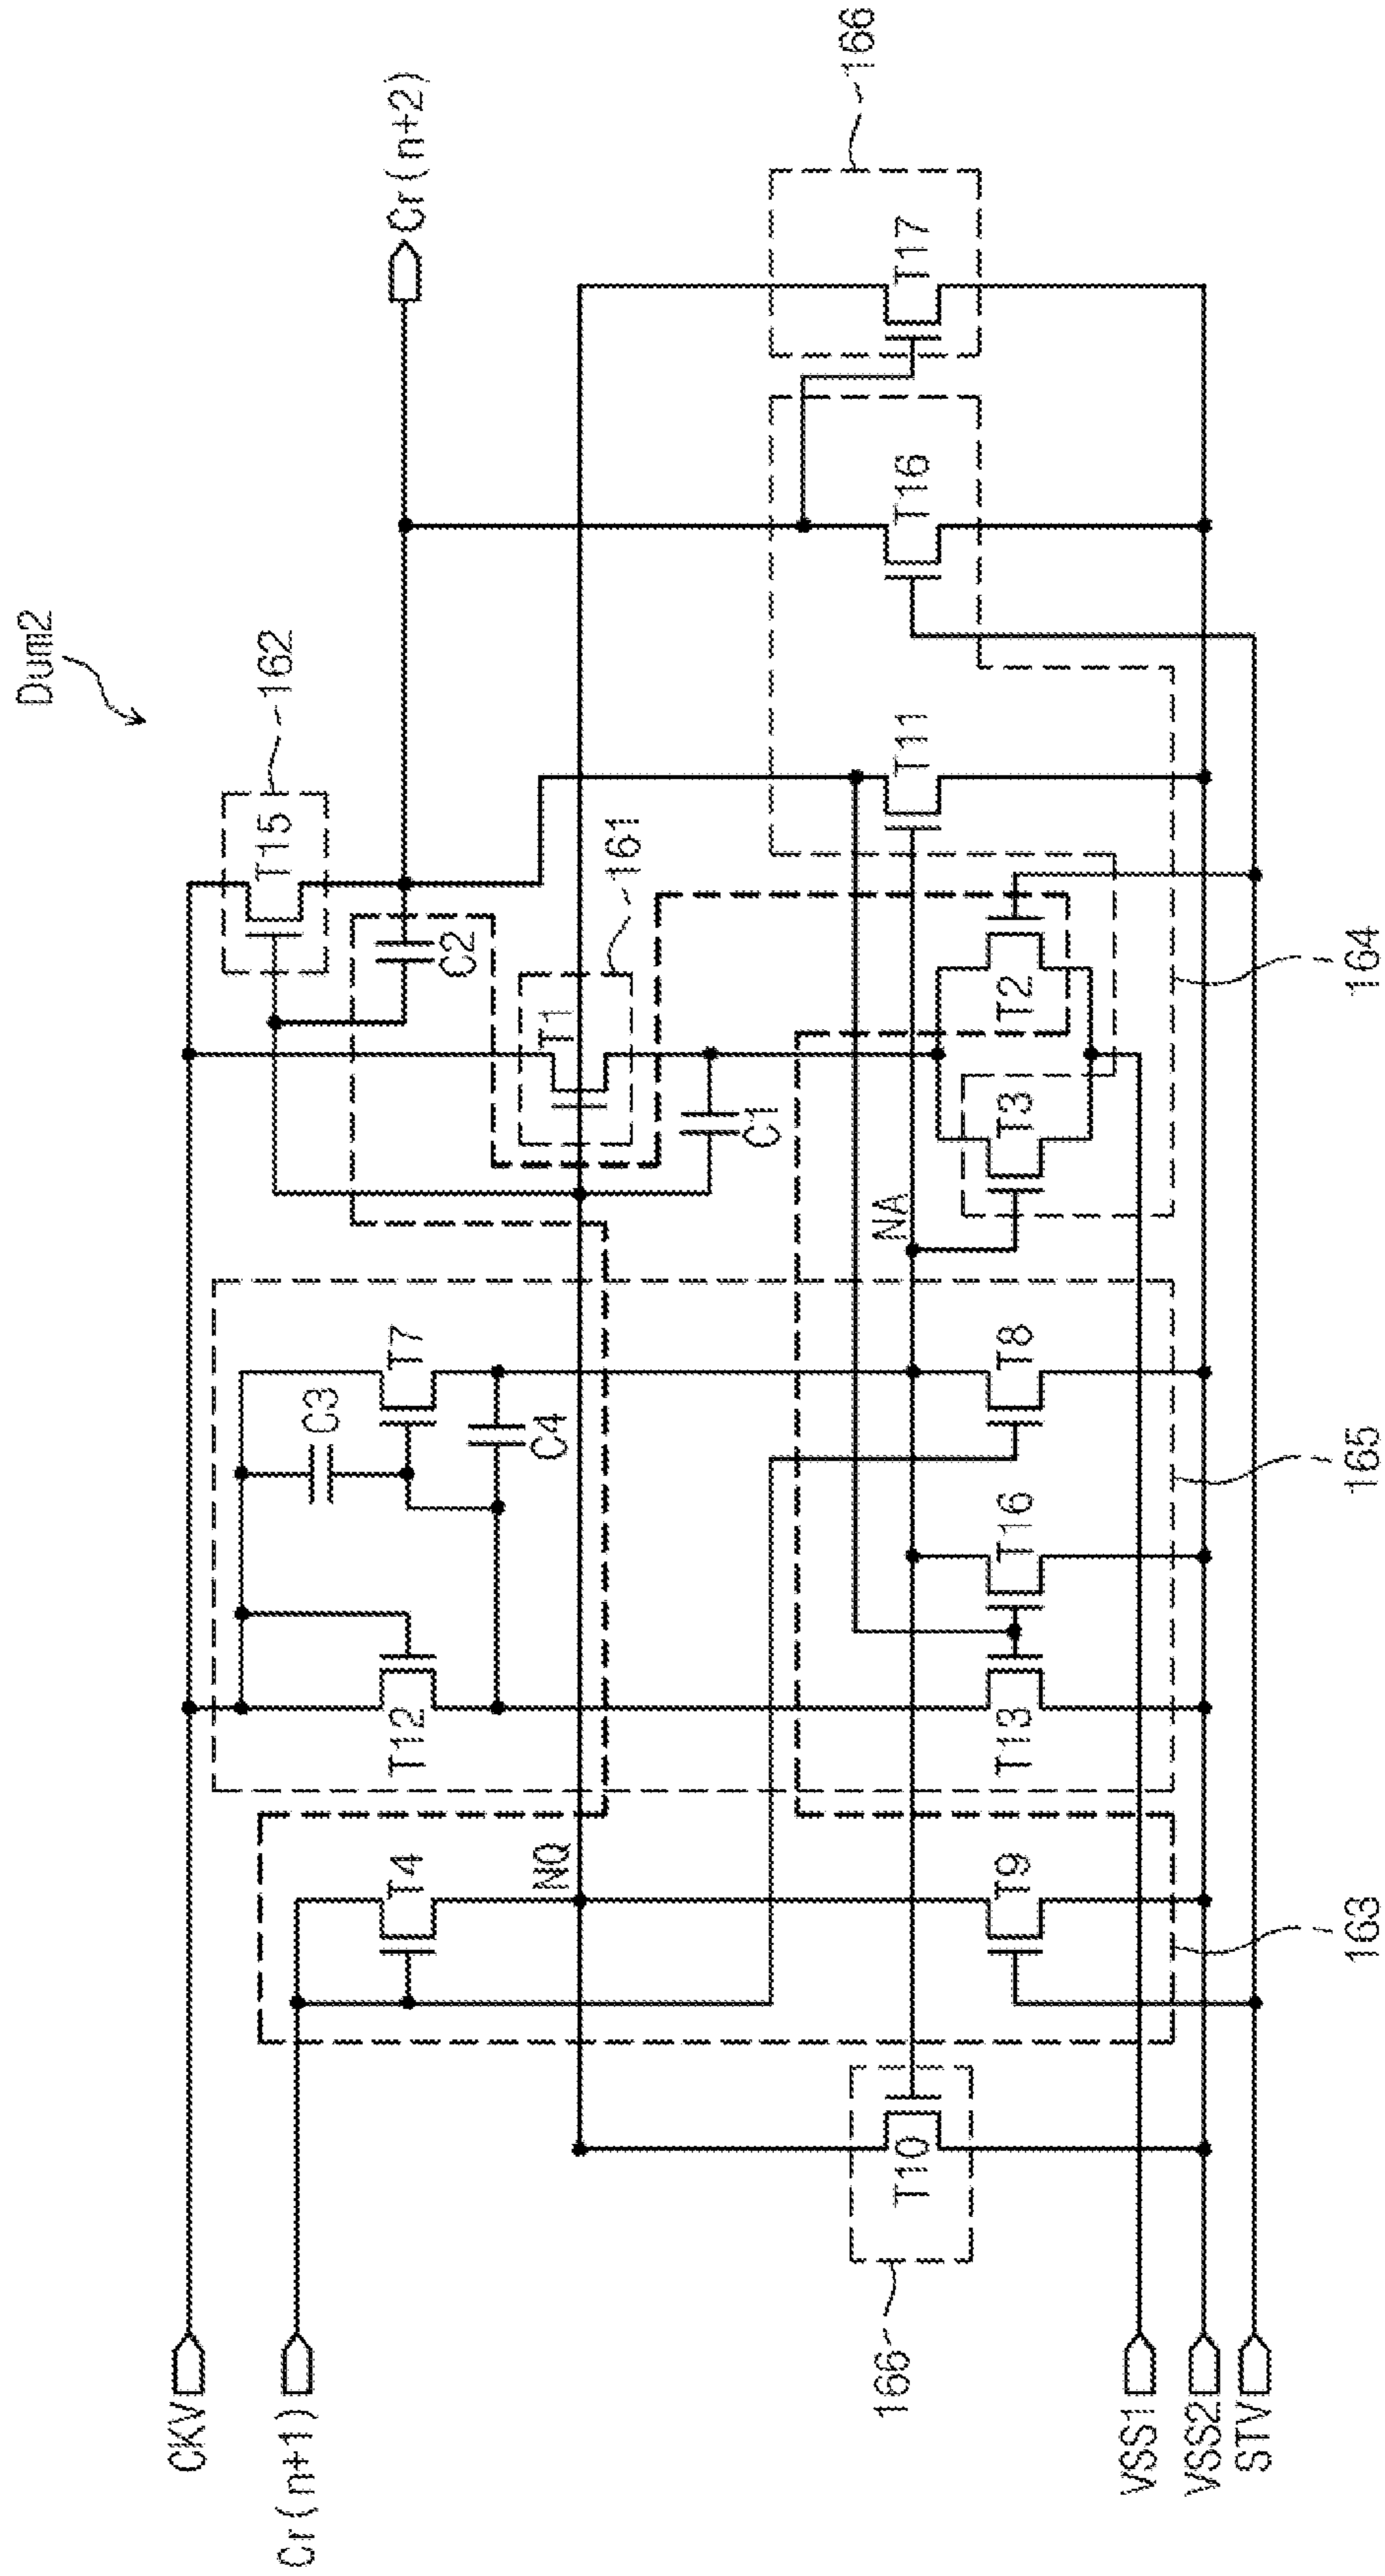 Dum2
CKV
Cr(n+1)
VSS1
VSS2
STV
Cr(n+2)
T12
T7
C3
C4
T4
NQ
T9
T10
T13
T16
T8
NA
T3
T2
C1
T1
C2
T15
T11
T16
T17
161
162
163
164
165
166
166